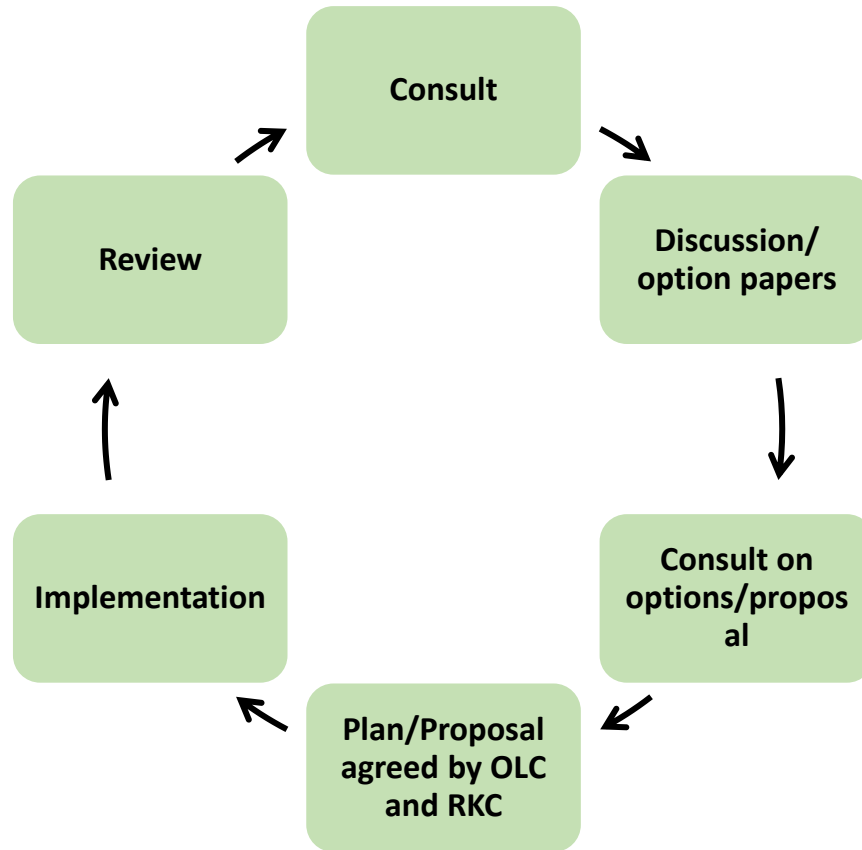 Consult
Discussion/
option papers
Consult on
options/propos
al
Plan/Proposal
agreed by OLC
and RKC
Implementation
Review